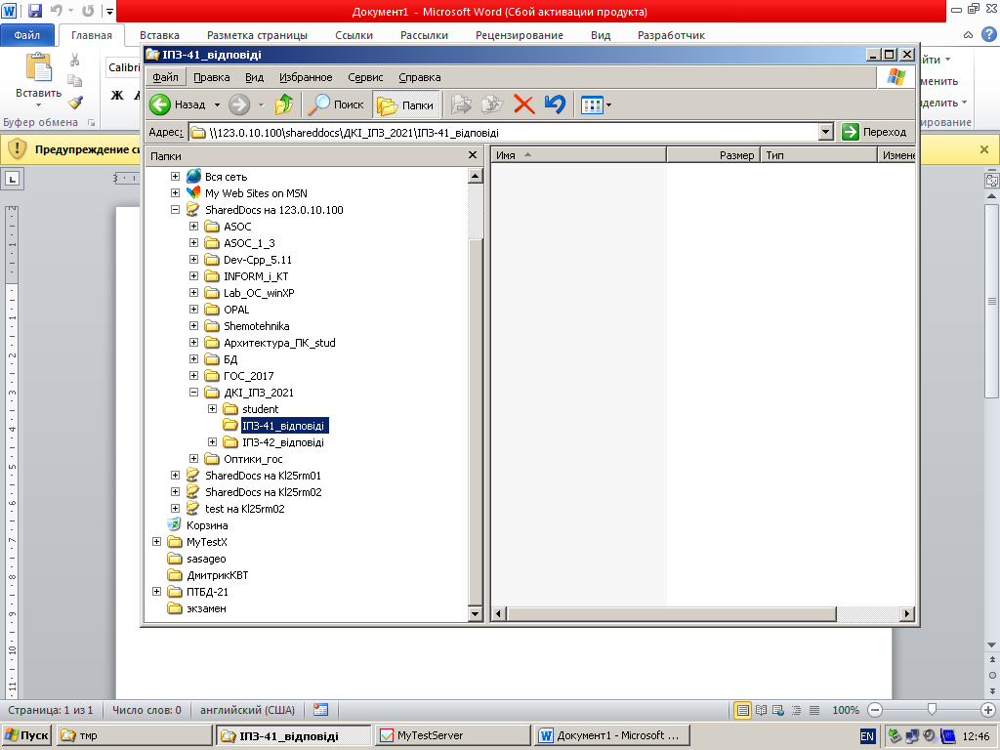 Документ1 - Microsoft Word (Сбой активации продукта)
Файл Главная Вставка Разметка страницы Ссылки Рассылки Рецензирование Вид Разработчик
Вставить
Буфер обмена
Calibri
Ж
Предупреждение си
ІПЗ-41_відповіді
Файл Правка Вид Избранное Сервис Справка
Назад Поиск Папки
Адрес: \\123.0.10.100\shareddocs\ДКІ_ІПЗ_2021\ІПЗ-41_відповіді Переход
Папки
Имя Размер Тип Измене
Вся сеть
My Web Sites on MSN
SharedDocs на 123.0.10.100
ASOC
ASOC_1_3
Dev-Cpp_5.11
INFORM_i_KT
Lab_OC_winXP
OPAL
Shemotehnika
Архитектура_ПК_stud
БД
ГОС_2017
ДКІ_ІПЗ_2021
student
ІПЗ-41_відповіді
ІПЗ-42_відповіді
Оптики_гос
SharedDocs на Kl25rm01
SharedDocs на Kl25rm02
test на Kl25rm02
Корзина
MyTestX
sasageo
ДмитрикКВТ
ПТБД-21
экзамен
Страница: 1 из 1 Число слов: 0 английский (США) 100%
Пуск тмр ІПЗ-41_відповіді MyTestServer Документ1 - Microsoft ... EN 12:46